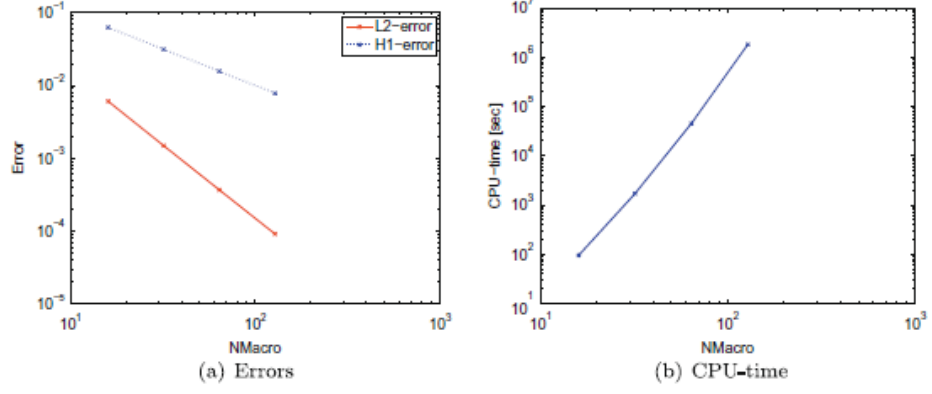 10^-1
10^-2
10^-3
10^-4
10^-5
Error
L2-error
H1-error
10^1
10^2
10^3
NMacro
(a) Errors
10^7
10^6
10^5
10^4
10^3
10^2
10^1
CPU-time [sec]
10^1
10^2
10^3
NMacro
(b) CPU-time